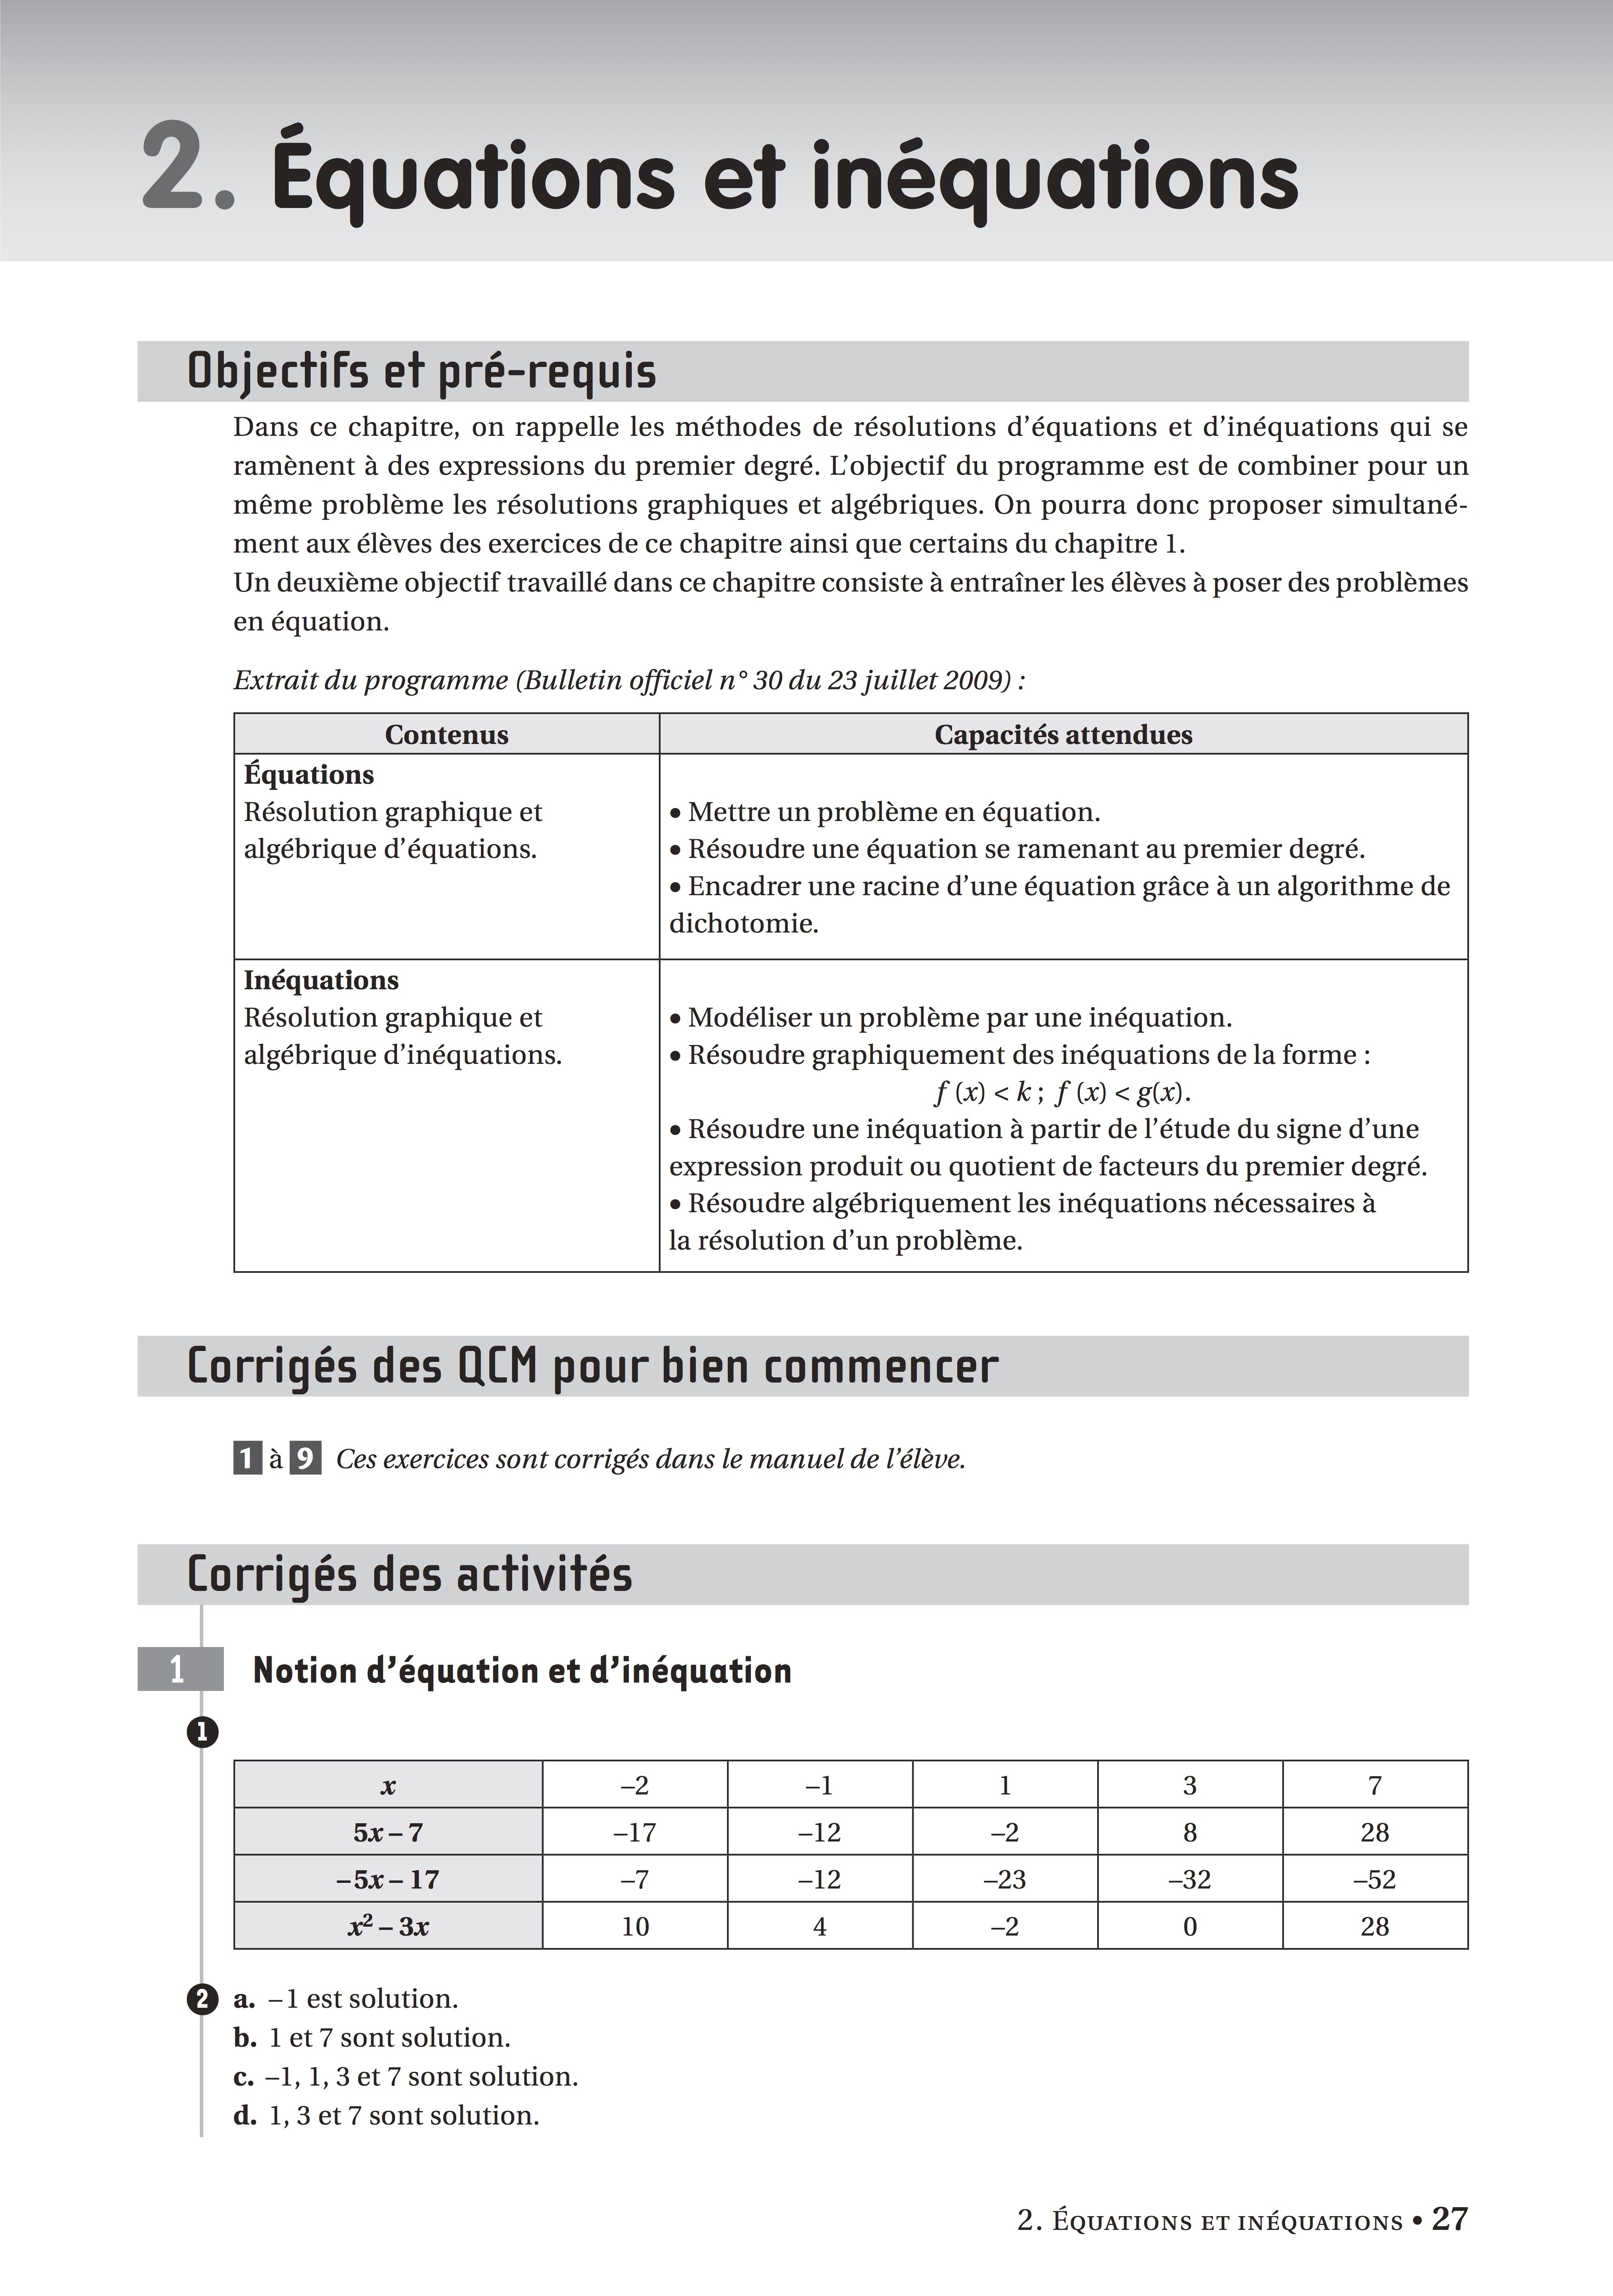 2. Équations et inéquations
Objectifs et pré-requis
Dans ce chapitre, on rappelle les méthodes de résolutions d’équations et d’inéquations qui se
ramènent à des expressions du premier degré. L’objectif du programme est de combiner pour un
même problème les résolutions graphiques et algébriques. On pourra donc proposer simultané-
ment aux élèves des exercices de ce chapitre ainsi que certains du chapitre 1.
Un deuxième objectif travaillé dans ce chapitre consiste à entraîner les élèves à poser des problèmes
en équation.
Extrait du programme (Bulletin officiel n° 30 du 23 juillet 2009) :
Contenus Capacités attendues
Équations
Résolution graphique et
algébrique d’équations.
• Mettre un problème en équation.
• Résoudre une équation se ramenant au premier degré.
• Encadrer une racine d’une équation grâce à un algorithme de
dichotomie.
Inéquations
Résolution graphique et
algébrique d’inéquations.
• Modéliser un problème par une inéquation.
• Résoudre graphiquement des inéquations de la forme :
f (x) < k ; f (x) < g(x).
• Résoudre une inéquation à partir de l’étude du signe d’une
expression produit ou quotient de facteurs du premier degré.
• Résoudre algébriquement les inéquations nécessaires à
la résolution d’un problème.
Corrigés des QCM pour bien commencer
1 à 9 Ces exercices sont corrigés dans le manuel de l’élève.
Corrigés des activités
1 Notion d’équation et d’inéquation
1
x –2 –1 1 3 7
5x – 7 –17 –12 –2 8 28
–5x – 17 –7 –12 –23 –32 –52
x² – 3x 10 4 –2 0 28
2 a. –1 est solution.
b. 1 et 7 sont solution.
c. –1, 1, 3 et 7 sont solution.
d. 1, 3 et 7 sont solution.
2. Équations et inéquations • 27